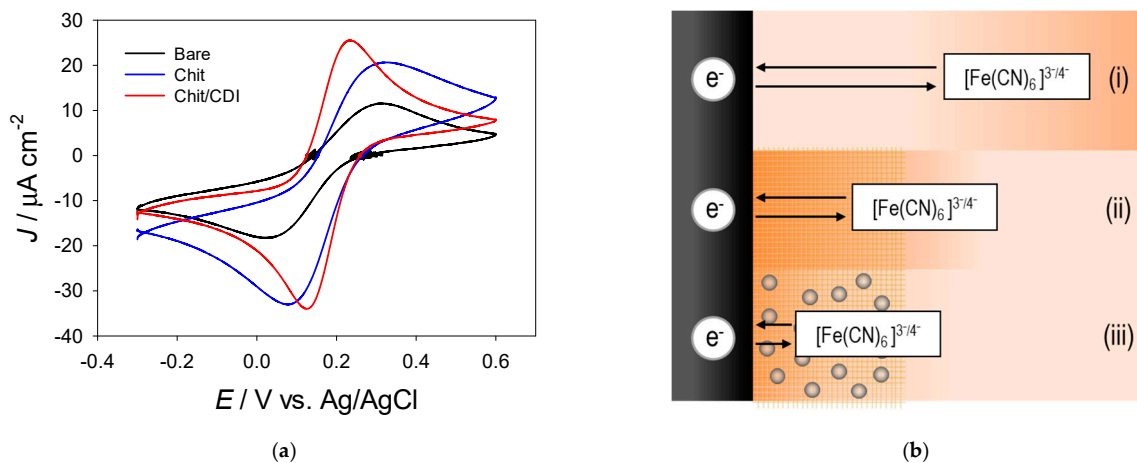 30
20
10
0
-10
-20
-30
-40
J / μA cm⁻²
Bare
Chit
Chit/CDI
-0.4 -0.2 0.0 0.2 0.4 0.6
E / V vs. Ag/AgCl
(a)
e⁻ [Fe(CN)₆]³⁻/⁴⁻ (i)
e⁻ [Fe(CN)₆]³⁻/⁴⁻ (ii)
e⁻ [Fe(CN)₆]³⁻/⁴⁻ (iii)
(b)